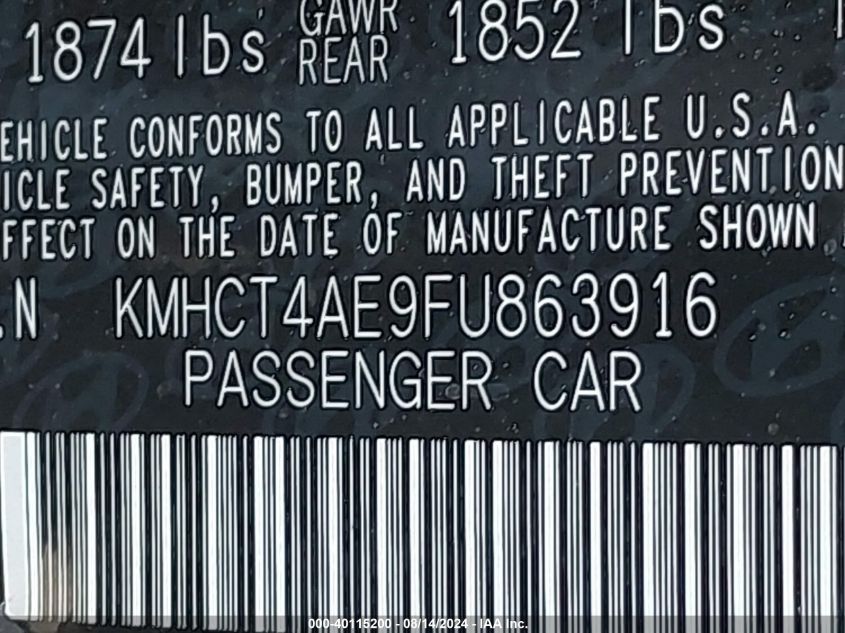 1874 lbs GAWR REAR 1852 lbs
EHICLE CONFORMS TO ALL APPLICABLE U.S.A.
ICLE SAFETY, BUMPER, AND THEFT PREVENTION
FFECT ON THE DATE OF MANUFACTURE SHOWN
.N KMHCT4AE9FU863916
PASSENGER CAR
000-40115200 - 08/14/2024 - IAA Inc.